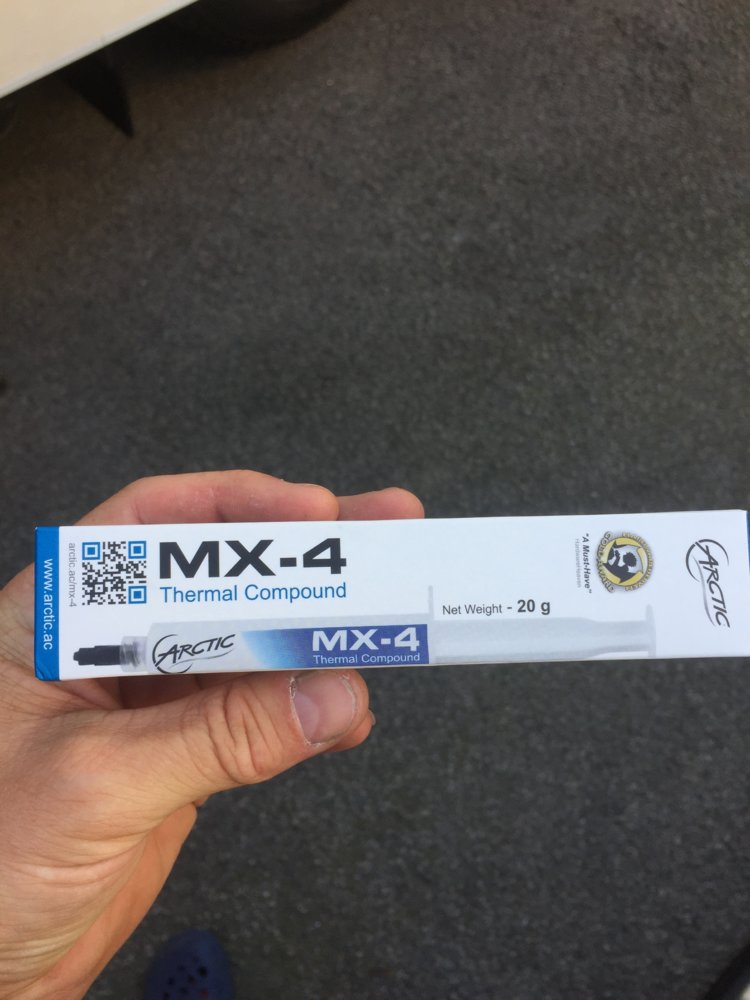 www.arctic.ac
arctic.ac/mx-4
MX-4
Thermal Compound
ARCTIC
MX-4
Thermal Compound
Net Weight - 20 g
"A Must-Have"
ARCTIC